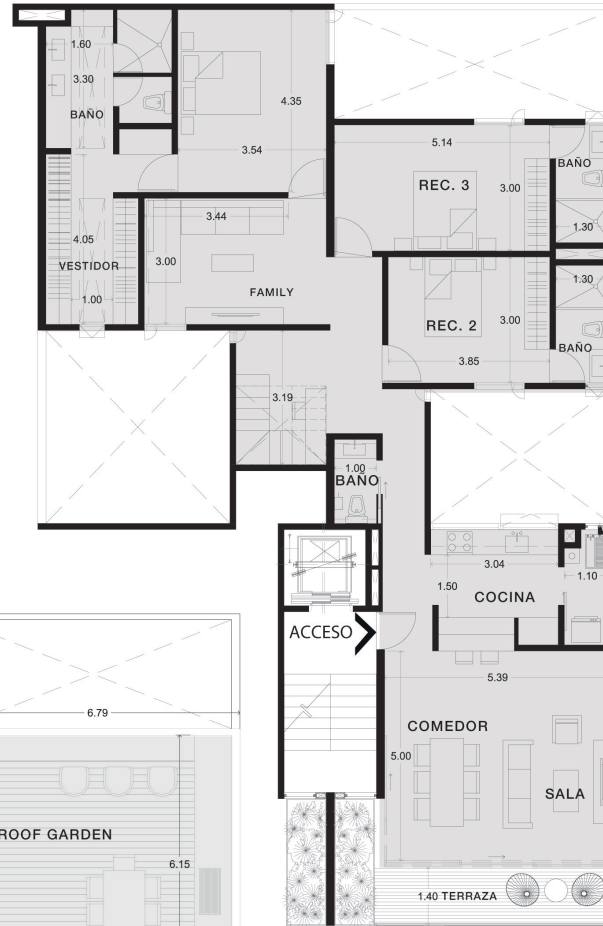 1.60
3.30
BAÑO
4.35
3.54
5.14
REC. 3
3.00
BAÑO
1.30
3.44
4.05
VESTIDOR
3.00
1.00
FAMILY
1.30
REC. 2
3.00
BAÑO
3.85
3.19
1.00
BAÑO
3.04
1.50
1.10
COCINA
ACCESO
5.39
6.79
COMEDOR
5.00
SALA
ROOF GARDEN
6.15
1.40 TERRAZA